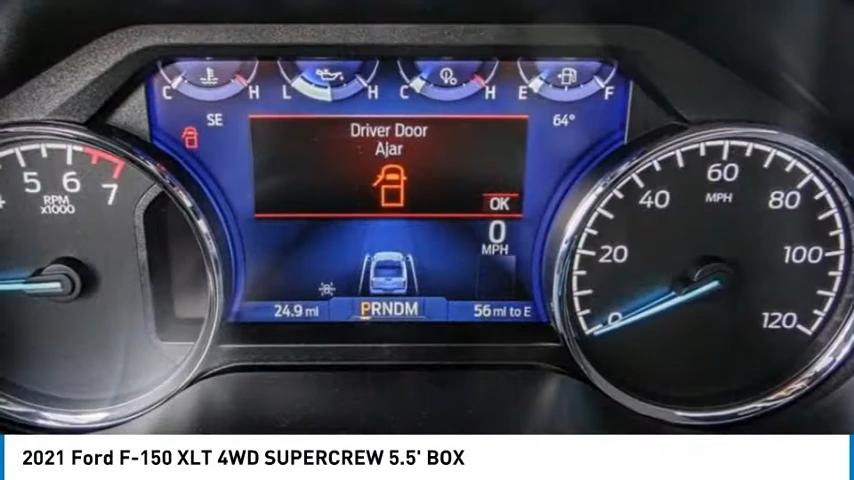 C H L H C H E F
SE
64°
Driver Door
Ajar
OK
0
MPH
24.9 mi
PRNDM
56 mi to E
5 6 7
RPM
x1000
0 20 40 60 80 100 120
MPH
2021 Ford F-150 XLT 4WD SUPERCREW 5.5' BOX